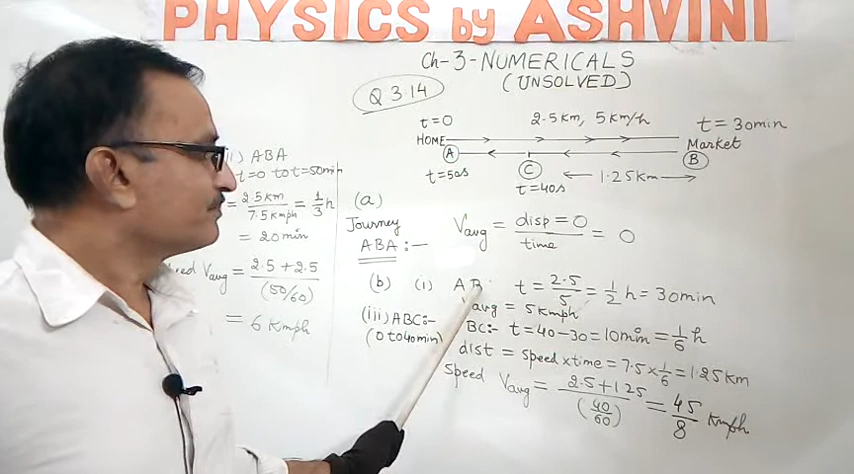 PHYSICS by ASHVINI
Ch-3-NUMERICALS
(UNSOLVED)
Q 3.14
t=0 2.5km, 5km/h t=30min
HOME Market
A C B
t=50s 1.25km
t=40s
(a)
Journey ABA:-
Vavg = disp=0 / time = 0
(b) (i) AB: t = 2.5/5 = 1/2 h = 30min
Vavg = 5kmph
(iii) ABC:- (0 to 40min)
BC:- t=40-30=10min = 1/6 h
dist = speed×time = 7.5×1/6 = 1.25km
Speed Vavg = 2.5+1.25 / (40/60) = 45/8 kmph
ii) ABA
t=0 to t=50min
= 2.5km / 7.5kmph = 1/3 h
= 20min
Vavg = 2.5+2.5 / (50/60)
= 6 kmph